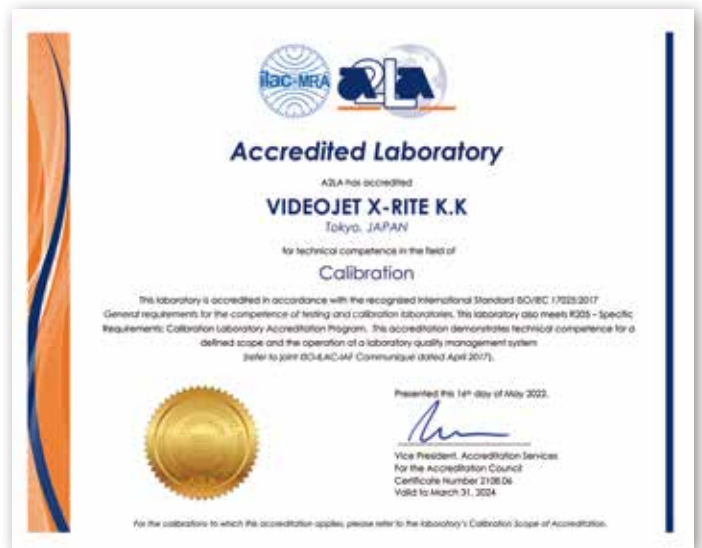 ilac-MRA
A2LA
Accredited Laboratory
A2LA has accredited
VIDEOJET X-RITE K.K
Tokyo, JAPAN
for technical competence in the field of
Calibration
This laboratory is accredited in accordance with the recognized International Standard ISO/IEC 17025:2017
General requirements for the competence of testing and calibration laboratories. This laboratory also meets R205 – Specific
Requirements: Calibration Laboratory Accreditation Program. This accreditation demonstrates technical competence for a
defined scope and the operation of a laboratory quality management system
(refer to joint ISO-ILAC-IAF Communiqué dated April 2017).
Presented this 16th day of May 2022.
Vice President, Accreditation Services
For the Accreditation Council
Certificate Number 2108.06
Valid to March 31, 2024
For the calibrations to which this accreditation applies, please refer to the laboratory's Calibration Scope of Accreditation.